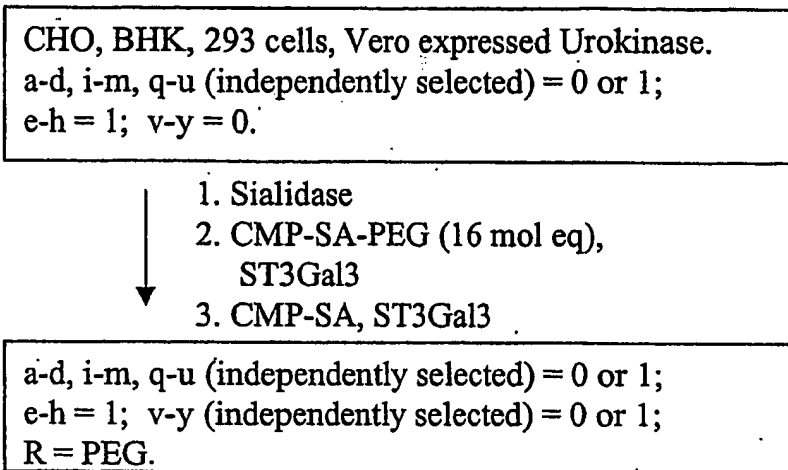 CHO, BHK, 293 cells, Vero expressed Urokinase.
a-d, i-m, q-u (independently selected) = 0 or 1;
e-h = 1; v-y = 0.
1. Sialidase
2. CMP-SA-PEG (16 mol eq),
ST3Gal3
3. CMP-SA, ST3Gal3
a-d, i-m, q-u (independently selected) = 0 or 1;
e-h = 1; v-y (independently selected) = 0 or 1;
R = PEG.